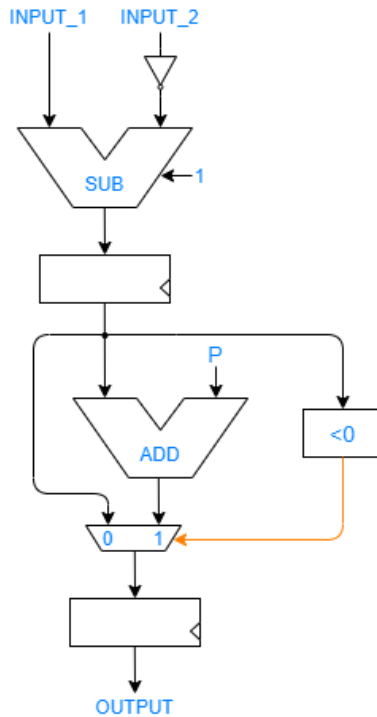 INPUT_1 INPUT_2
SUB
1
P
<0
ADD
0 1
OUTPUT